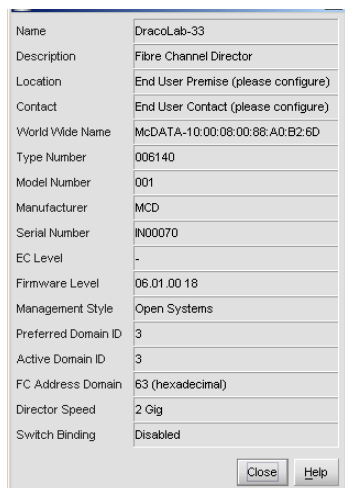 Name DracoLab-33
Description Fibre Channel Director
Location End User Premise (please configure)
Contact End User Contact (please configure)
World Wide Name McDATA-10:00:08:00:88:A0:B2:6D
Type Number 006140
Model Number 001
Manufacturer MCD
Serial Number IN00070
EC Level -
Firmware Level 06.01.00 18
Management Style Open Systems
Preferred Domain ID 3
Active Domain ID 3
FC Address Domain 63 (hexadecimal)
Director Speed 2 Gig
Switch Binding Disabled
Close Help